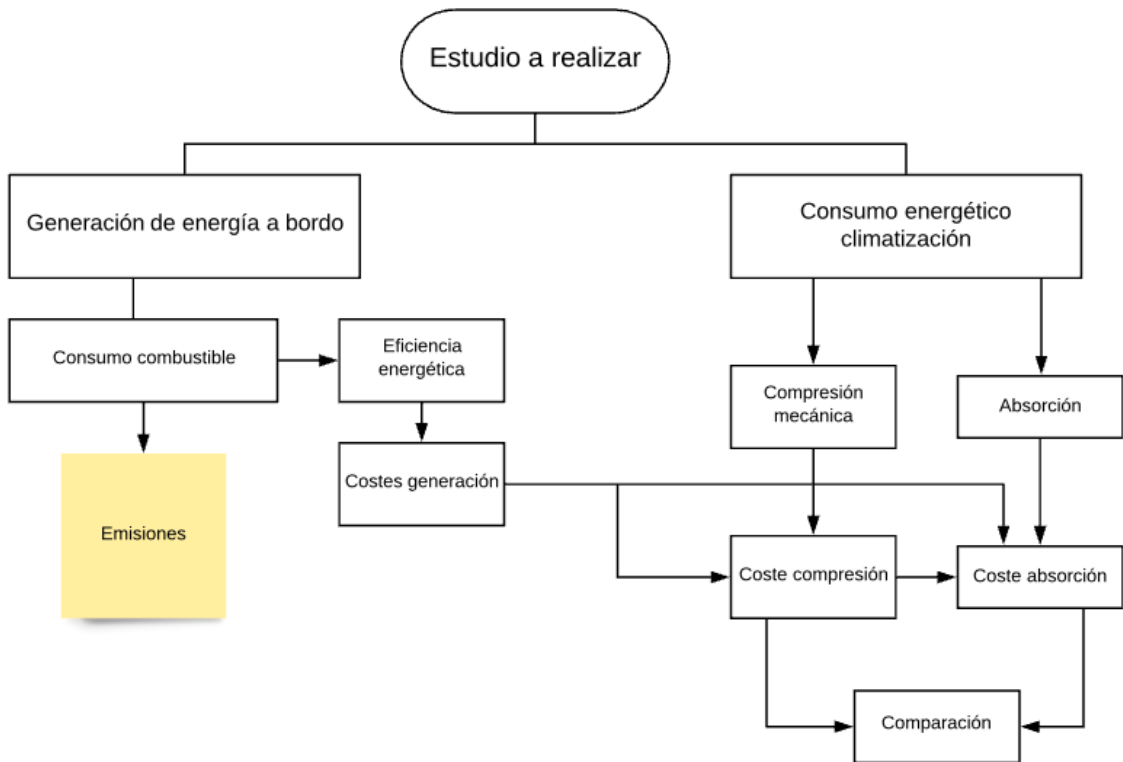 Estudio a realizar
Generación de energía a bordo
Consumo energético
climatización
Consumo combustible
Eficiencia
energética
Compresión
mecánica
Absorción
Costes generación
Emisiones
Coste compresión
Coste absorción
Comparación